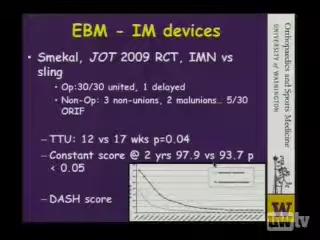 EBM - IM devices
• Smekal, JOT 2009 RCT, IMN vs
sling
• Op:30/30 united, 1 delayed
• Non-Op: 3 non-unions, 2 malunions… 5/30
ORIF
– TTU: 12 vs 17 wks p=0.04
– Constant score @ 2 yrs 97.9 vs 93.7 p
< 0.05
– DASH score
Orthopaedics and Sports Medicine
UNIVERSITY OF WASHINGTON
UWtv